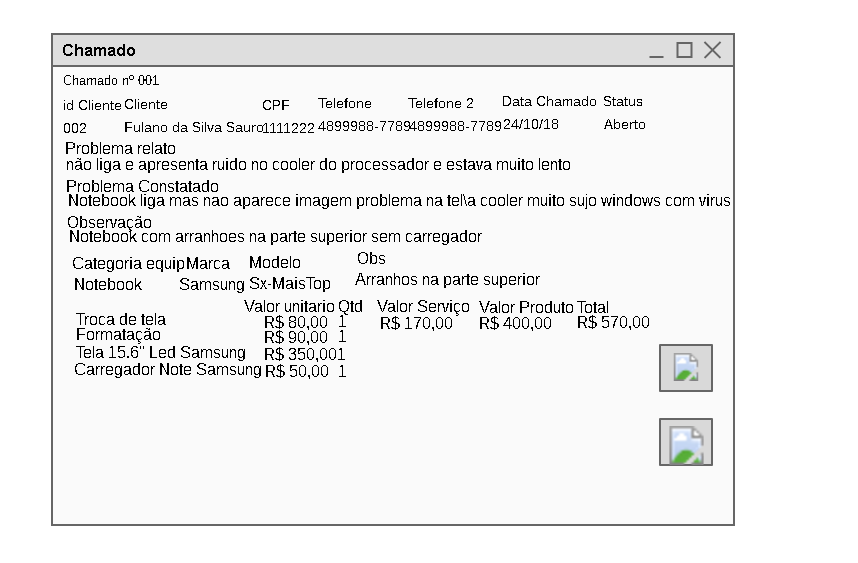 Chamado
Chamado nº 001
id Cliente Cliente CPF Telefone Telefone 2 Data Chamado Status
002 Fulano da Silva Sauro 1111222 4899988-7789 4899988-7789 24/10/18 Aberto
Problema relato
não liga e apresenta ruido no cooler do processador e estava muito lento
Problema Constatado
Notebook liga mas nao aparece imagem problema na tel\a cooler muito sujo windows com virus
Observação
Notebook com arranhoes na parte superior sem carregador
Categoria equip Marca Modelo Obs
Notebook Samsung Sx-MaisTop Arranhos na parte superior
Valor unitario Qtd Valor Serviço Valor Produto Total
Troca de tela R$ 80,00 1 R$ 170,00 R$ 400,00 R$ 570,00
Formatação R$ 90,00 1
Tela 15.6" Led Samsung R$ 350,00 1
Carregador Note Samsung R$ 50,00 1